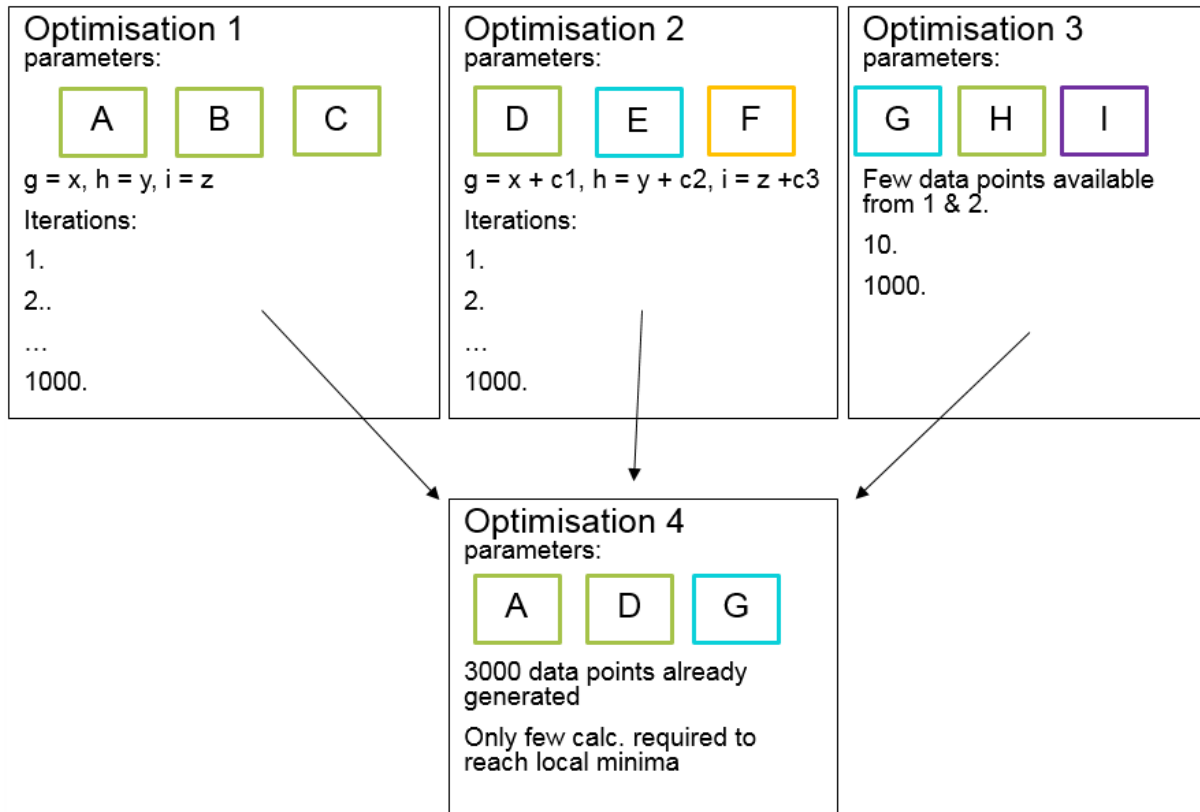 Optimisation 1
parameters:
A B C
g = x, h = y, i = z
Iterations:
1.
2..
...
1000.
Optimisation 2
parameters:
D E F
g = x + c1, h = y + c2, i = z +c3
Iterations:
1.
2.
...
1000.
Optimisation 3
parameters:
G H I
Few data points available
from 1 & 2.
10.
1000.
Optimisation 4
parameters:
A D G
3000 data points already
generated
Only few calc. required to
reach local minima